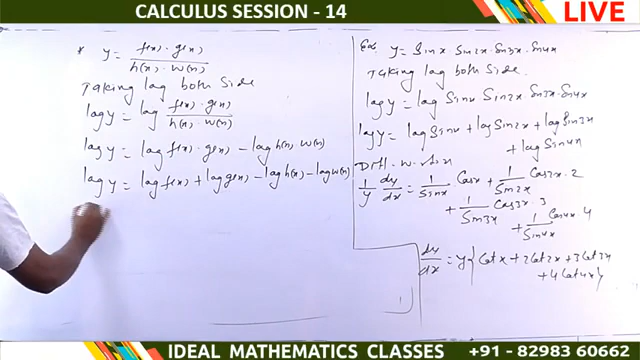 CALCULUS SESSION - 14
LIVE
* y = f(x) · g(x) / h(x) · w(x)
Taking log both Side
log y = log f(x) · g(x) / h(x) · w(x)
log y = log f(x) · g(x) - log h(x) · w(x)
log y = log f(x) + log g(x) - log h(x) - log w(x)
y = Sinx · Sin2x · Sin3x · Sin4x
Taking log both Side
log y = log Sinx Sin2x · Sin3x · Sin4x
log y = log Sinx + log Sin2x + log Sin3x
+ log Sin4x
Diff. w.r.to x
1/y dy/dx = 1/Sinx Cosx + 1/Sin2x Cos2x · 2
+ 1/Sin3x Cos3x · 3
+ 1/Sin4x Cos4x · 4
dy/dx = y { Cotx + 2Cot2x + 3Cot3x
+ 4Cot4x }
IDEAL MATHEMATICS CLASSES +91 - 82983 60662